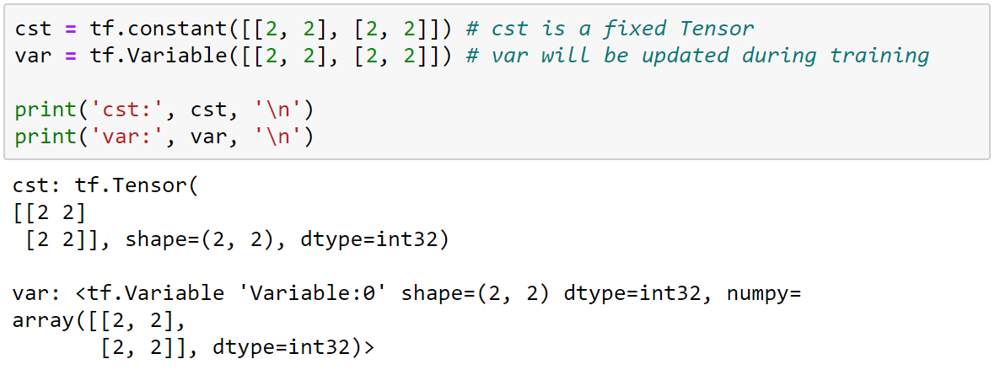 cst = tf.constant([[2, 2], [2, 2]]) # cst is a fixed Tensor
var = tf.Variable([[2, 2], [2, 2]]) # var will be updated during training
print('cst:', cst, '\n')
print('var:', var, '\n')
cst: tf.Tensor(
[[2 2]
 [2 2]], shape=(2, 2), dtype=int32)
var: <tf.Variable 'Variable:0' shape=(2, 2) dtype=int32, numpy=
array([[2, 2],
       [2, 2]], dtype=int32)>